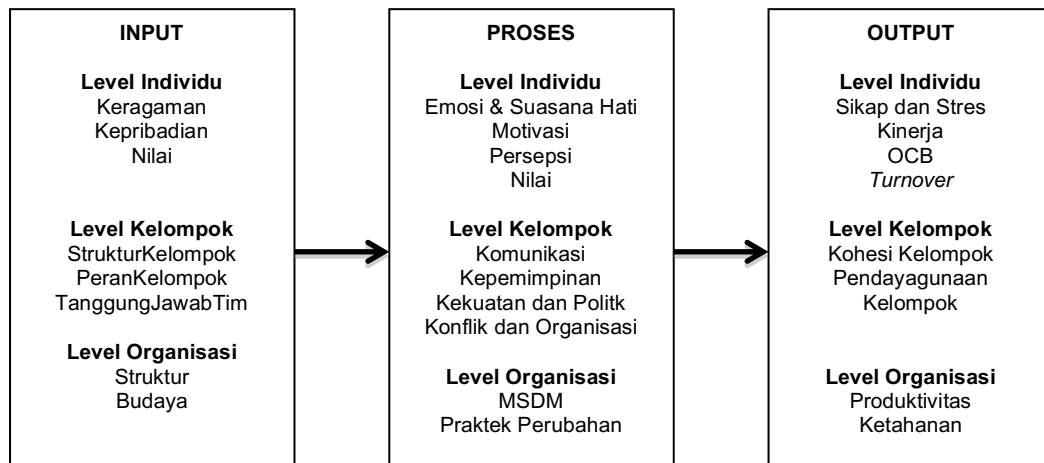 INPUT
Level Individu
Keragaman
Kepribadian
Nilai
Level Kelompok
StrukturKelompok
PeranKelompok
TanggungJawabTim
Level Organisasi
Struktur
Budaya
PROSES
Level Individu
Emosi & Suasana Hati
Motivasi
Persepsi
Nilai
Level Kelompok
Komunikasi
Kepemimpinan
Kekuatan dan Politk
Konflik dan Organisasi
Level Organisasi
MSDM
Praktek Perubahan
OUTPUT
Level Individu
Sikap dan Stres
Kinerja
OCB
Turnover
Level Kelompok
Kohesi Kelompok
Pendayagunaan
Kelompok
Level Organisasi
Produktivitas
Ketahanan